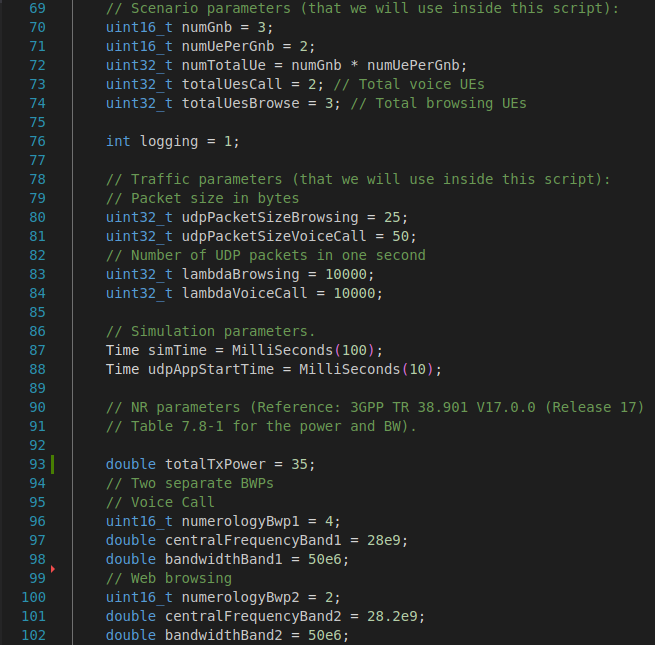 69 // Scenario parameters (that we will use inside this script):
70 uint16_t numGnb = 3;
71 uint16_t numUePerGnb = 2;
72 uint32_t numTotalUe = numGnb * numUePerGnb;
73 uint32_t totalUesCall = 2; // Total voice UEs
74 uint32_t totalUesBrowse = 3; // Total browsing UEs
75
76 int logging = 1;
77
78 // Traffic parameters (that we will use inside this script):
79 // Packet size in bytes
80 uint32_t udpPacketSizeBrowsing = 25;
81 uint32_t udpPacketSizeVoiceCall = 50;
82 // Number of UDP packets in one second
83 uint32_t lambdaBrowsing = 10000;
84 uint32_t lambdaVoiceCall = 10000;
85
86 // Simulation parameters.
87 Time simTime = MilliSeconds(100);
88 Time udpAppStartTime = MilliSeconds(10);
89
90 // NR parameters (Reference: 3GPP TR 38.901 V17.0.0 (Release 17)
91 // Table 7.8-1 for the power and BW).
92
93 double totalTxPower = 35;
94 // Two separate BWPs
95 // Voice Call
96 uint16_t numerologyBwp1 = 4;
97 double centralFrequencyBand1 = 28e9;
98 double bandwidthBand1 = 50e6;
99 // Web browsing
100 uint16_t numerologyBwp2 = 2;
101 double centralFrequencyBand2 = 28.2e9;
102 double bandwidthBand2 = 50e6;